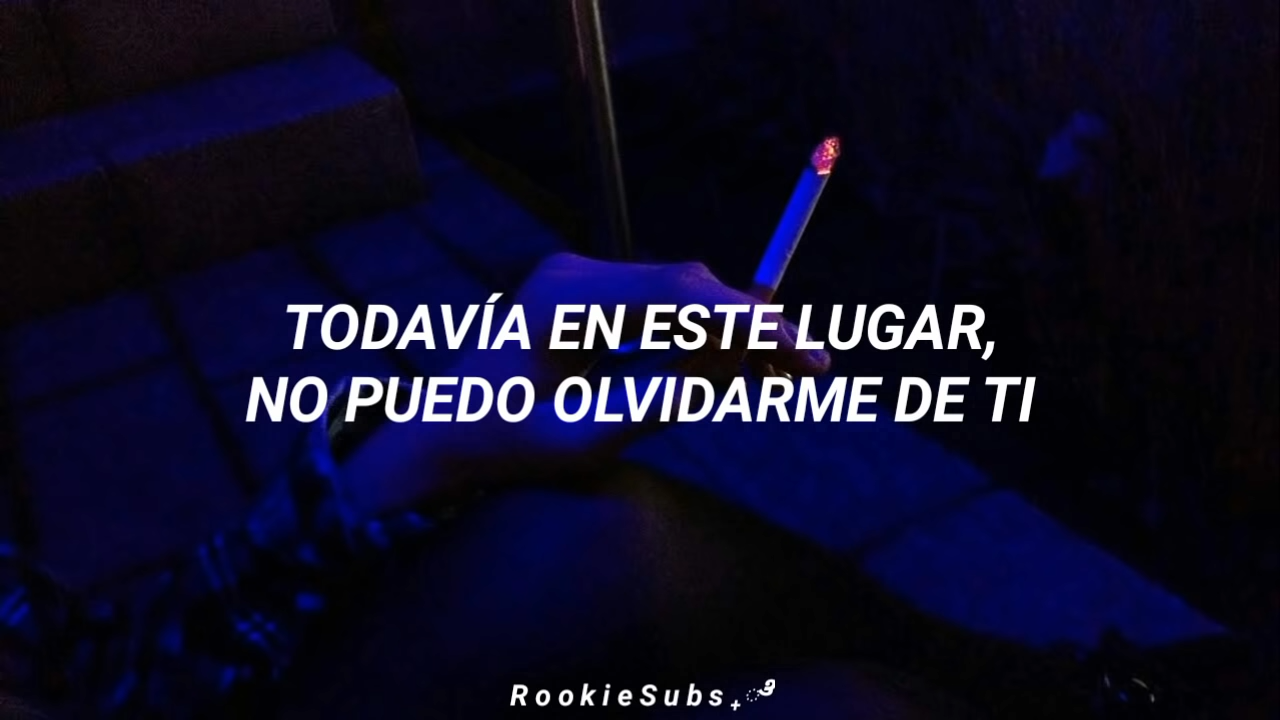 TODAVÍA EN ESTE LUGAR,
NO PUEDO OLVIDARME DE TI
RookieSubs